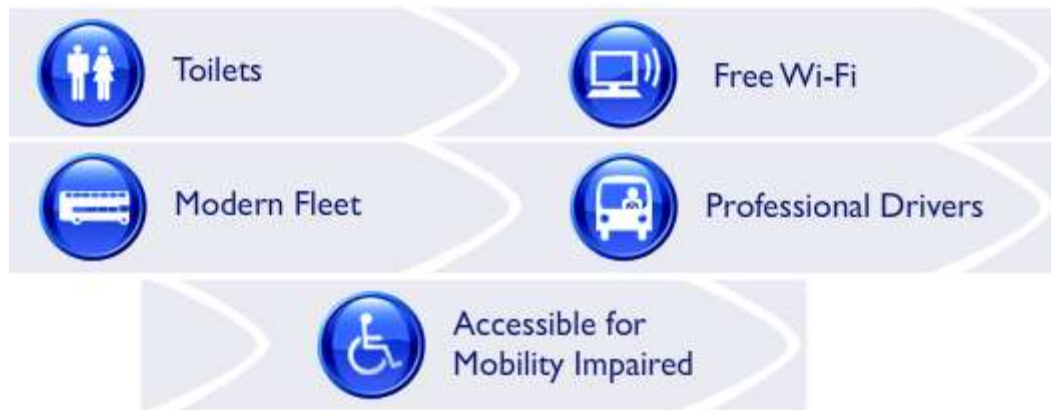 Toilets
Free Wi-Fi
Modern Fleet
Professional Drivers
Accessible for
Mobility Impaired